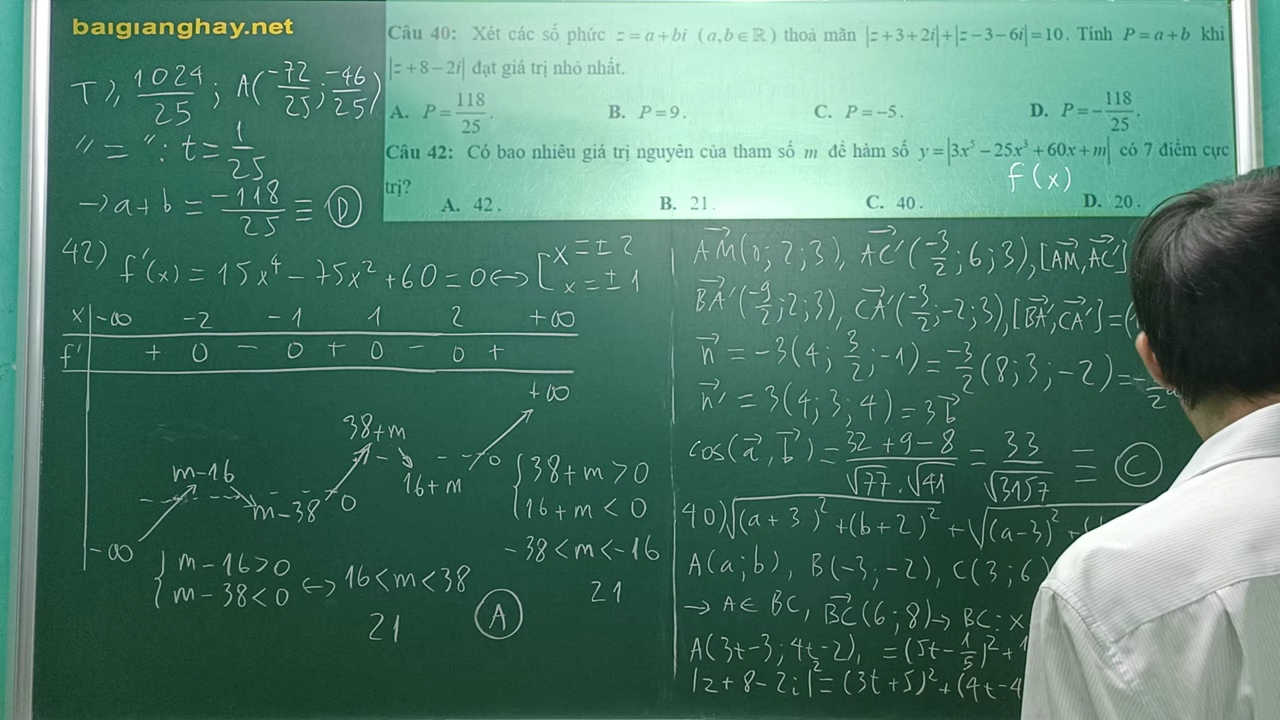 baigianghay.net
Câu 40: Xét các số phức z = a + bi (a, b ∈ ℝ) thoả mãn |z + 3 + 2i| + |z − 3 − 6i| = 10. Tính P = a + b khi
|z + 8 − 2i| đạt giá trị nhỏ nhất.
A. P = 118/25. B. P = 9. C. P = −5. D. P = −118/25.
Câu 42: Có bao nhiêu giá trị nguyên của tham số m để hàm số y = |3x⁵ − 25x³ + 60x + m| có 7 điểm cực
trị?
f(x)
A. 42. B. 21. C. 40. D. 20.
T ⩾ 1024/25 ; A(−72/25 ; −46/25)
" = " : t = 1/25
→ a + b = −118/25 ≡ D
42) f'(x) = 15x⁴ − 75x² + 60 = 0 ⇔ [ x = ± 2
x = ± 1
x −∞ −2 −1 1 2 +∞
f' + 0 − 0 + 0 − 0 +
+∞
38+m
m−16
16+m 0
m−38 0
−∞
{ m − 16 > 0
m − 38 < 0 ⇔ 16 < m < 38
21
A
{ 38 + m > 0
16 + m < 0
−38 < m < −16
21
AM→(0; 2; 3), AC'→(−3/2; 6; 3), [AM→, AC'→]
BA'→(−9/2; 2; 3), CA'→(−3/2; −2; 3), [BA'→, CA'→] = (
n→ = −3(4; 3/2; −1) = −3/2(8; 3; −2) = −
n'→ = 3(4; 3; 4) = 3b→
cos(a→, b→) = 32 + 9 − 8/√77.√41 = 33/√3157 ≡ C
40) √(a + 3)² + (b + 2)² + √(a − 3)² +
A(a; b), B(−3; −2), C(3; 6)
→ A ∈ BC, BC→(6; 8) → BC: x
A(3t − 3; 4t − 2), = (5t − 1/5)² + 1
|z + 8 − 2i|² = (3t + 5)² + (4t − 4